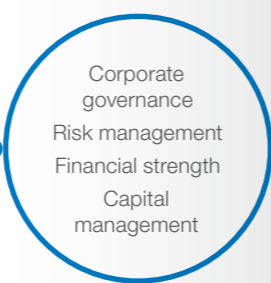 Corporate
governance
Risk management
Financial strength
Capital
management